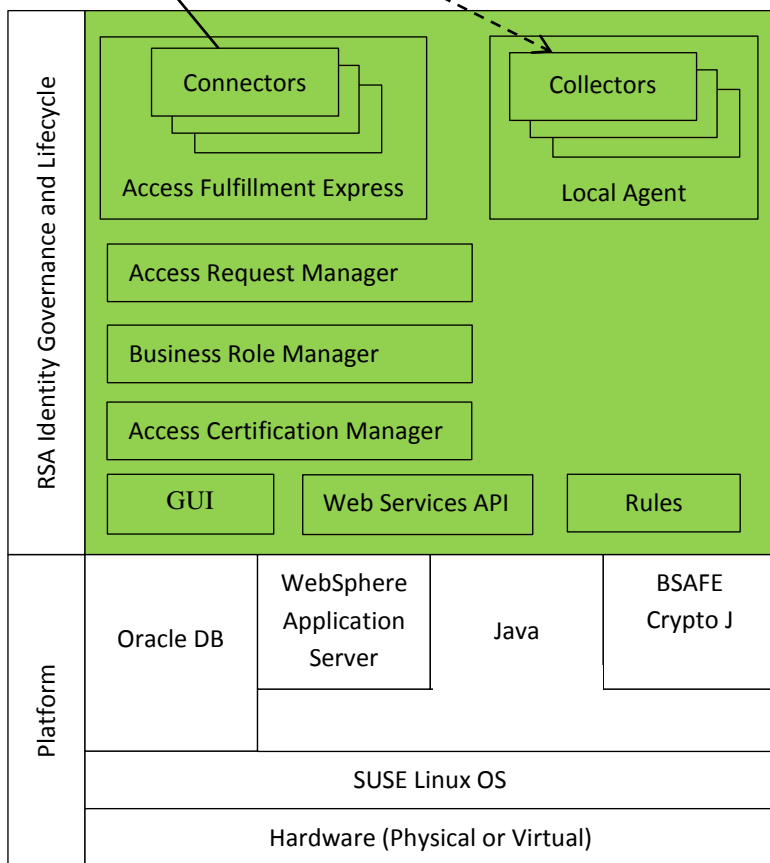 RSA Identity Governance and Lifecycle
Connectors
Access Fulfillment Express
Collectors
Local Agent
Access Request Manager
Business Role Manager
Access Certification Manager
GUI
Web Services API
Rules
Platform
Oracle DB
WebSphere
Application
Server
Java
BSAFE
Crypto J
SUSE Linux OS
Hardware (Physical or Virtual)